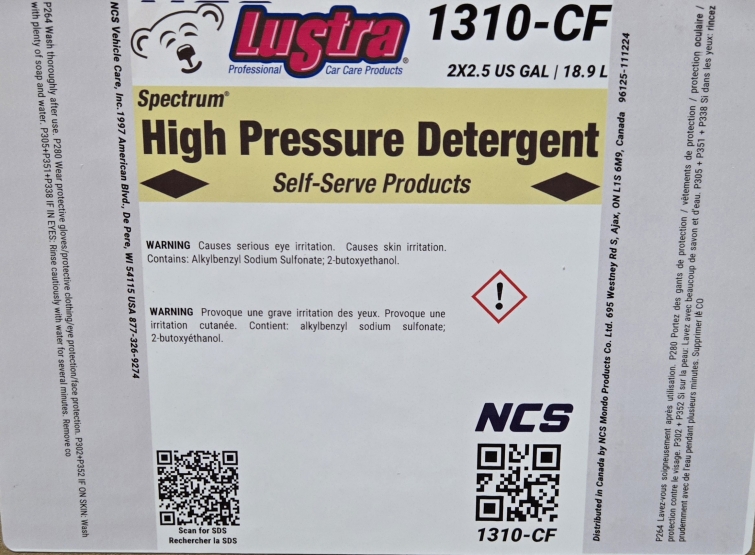 Lustra®
Professional Car Care Products
1310-CF
2X2.5 US GAL | 18.9 L
Spectrum®
High Pressure Detergent
Self-Serve Products
WARNING Causes serious eye irritation. Causes skin irritation.
Contains: Alkylbenzyl Sodium Sulfonate; 2-butoxyethanol.
WARNING Provoque une grave irritation des yeux. Provoque une
irritation cutanée. Contient: alkylbenzyl sodium sulfonate;
2-butoxyéthanol.
NCS
1310-CF
Scan for SDS
Rechercher la SDS
NCS Vehicle Care, Inc. 1997 American Blvd., De Pere, WI 54115 USA 877-326-9274
P264 Wash thoroughly after use. P280 Wear protective gloves/protective clothing/eye protection/face protection. P302+P352 IF ON SKIN: Wash
with plenty of soap and water. P305+P351+P338 IF IN EYES: Rinse cautiously with water for several minutes. Remove co
Distributed in Canada by NCS Mondo Products Co. Ltd. 695 Westney Rd S, Ajax, ON L1S 6M9, Canada 96125-111224
P264 Lavez-vous soigneusement après utilisation. P280 Portez des gants de protection / vêtements de protection / protection oculaire /
protection contre le visage. P302 + P352 Si sur la peau: Lavez avec beaucoup de savon et d'eau. P305 + P351 + P338 Si dans les yeux: rincez
prudemment avec de l'eau pendant plusieurs minutes. Supprimer le CO